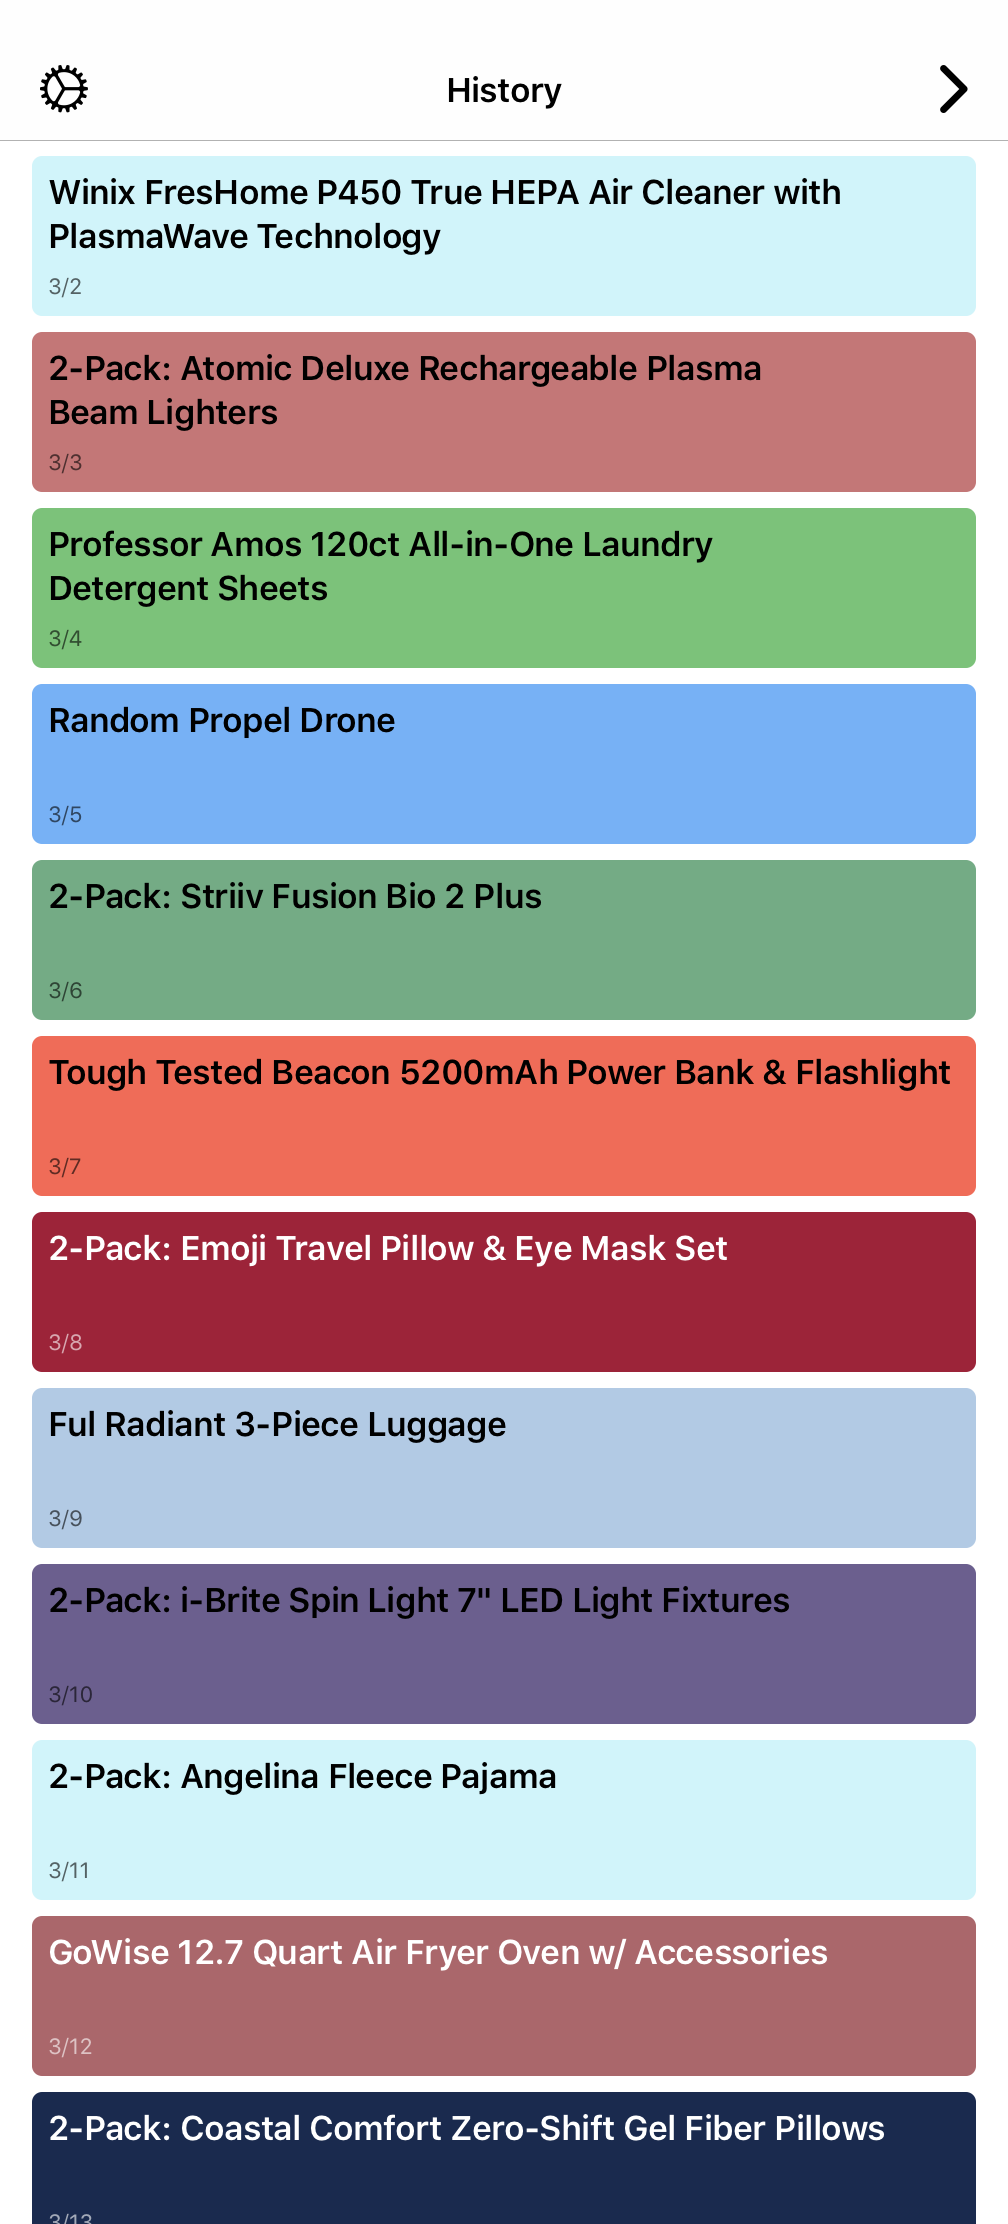 History
Winix FresHome P450 True HEPA Air Cleaner with
PlasmaWave Technology
3/2
2-Pack: Atomic Deluxe Rechargeable Plasma
Beam Lighters
3/3
Professor Amos 120ct All-in-One Laundry
Detergent Sheets
3/4
Random Propel Drone
3/5
2-Pack: Striiv Fusion Bio 2 Plus
3/6
Tough Tested Beacon 5200mAh Power Bank & Flashlight
3/7
2-Pack: Emoji Travel Pillow & Eye Mask Set
3/8
Ful Radiant 3-Piece Luggage
3/9
2-Pack: i-Brite Spin Light 7" LED Light Fixtures
3/10
2-Pack: Angelina Fleece Pajama
3/11
GoWise 12.7 Quart Air Fryer Oven w/ Accessories
3/12
2-Pack: Coastal Comfort Zero-Shift Gel Fiber Pillows
3/13